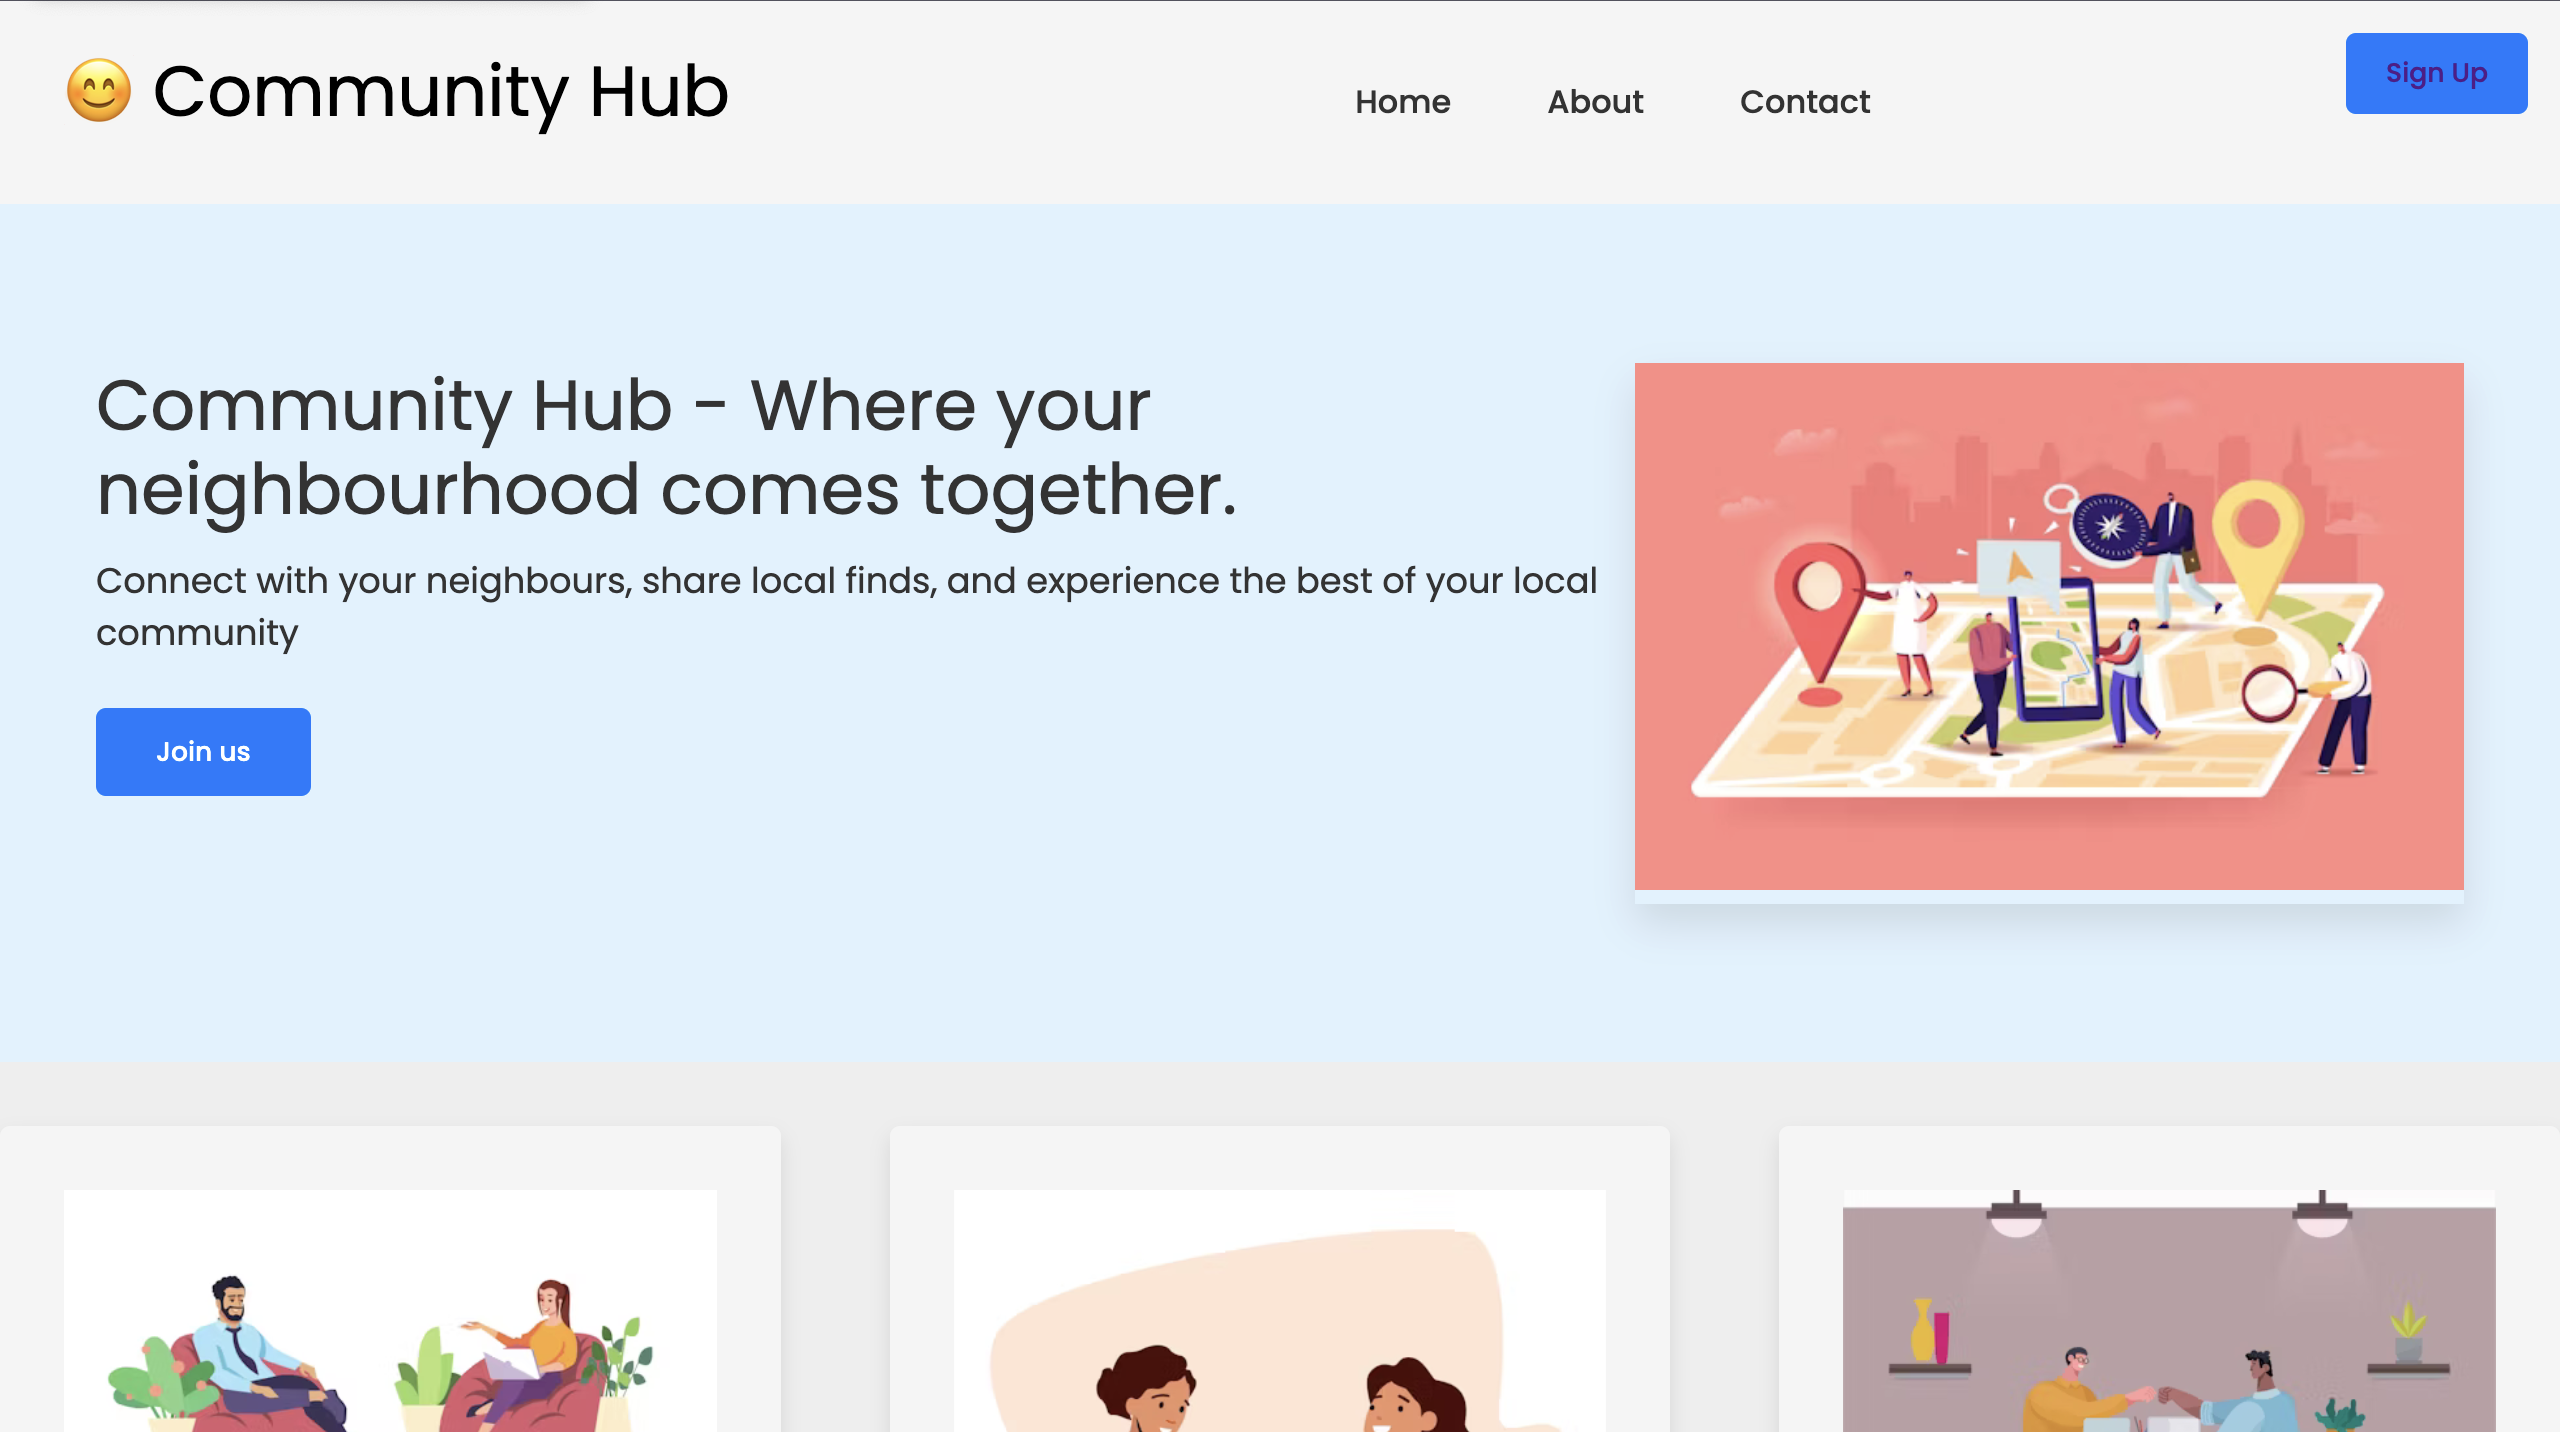 😊 Community Hub
Home
About
Contact
Sign Up
Community Hub - Where your
neighbourhood comes together.
Connect with your neighbours, share local finds, and experience the best of your local
community
Join us